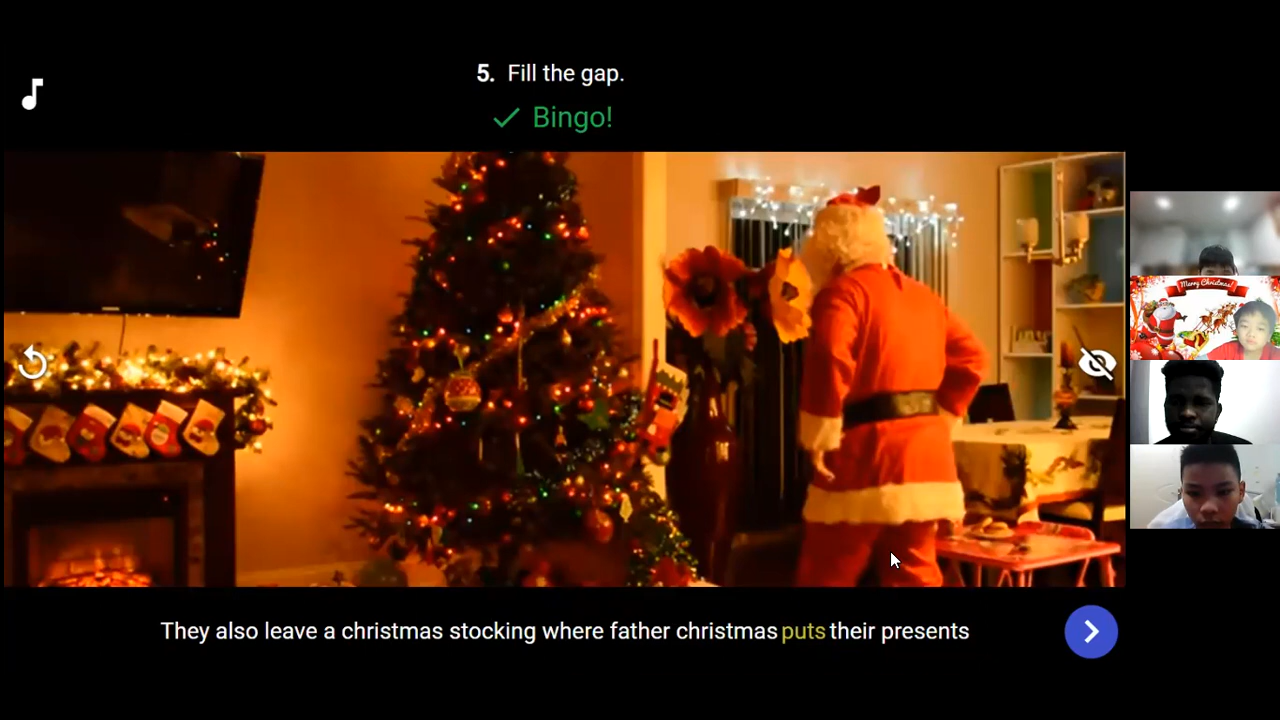 5. Fill the gap.
Bingo!
Merry Christmas!
They also leave a christmas stocking where father christmas puts their presents